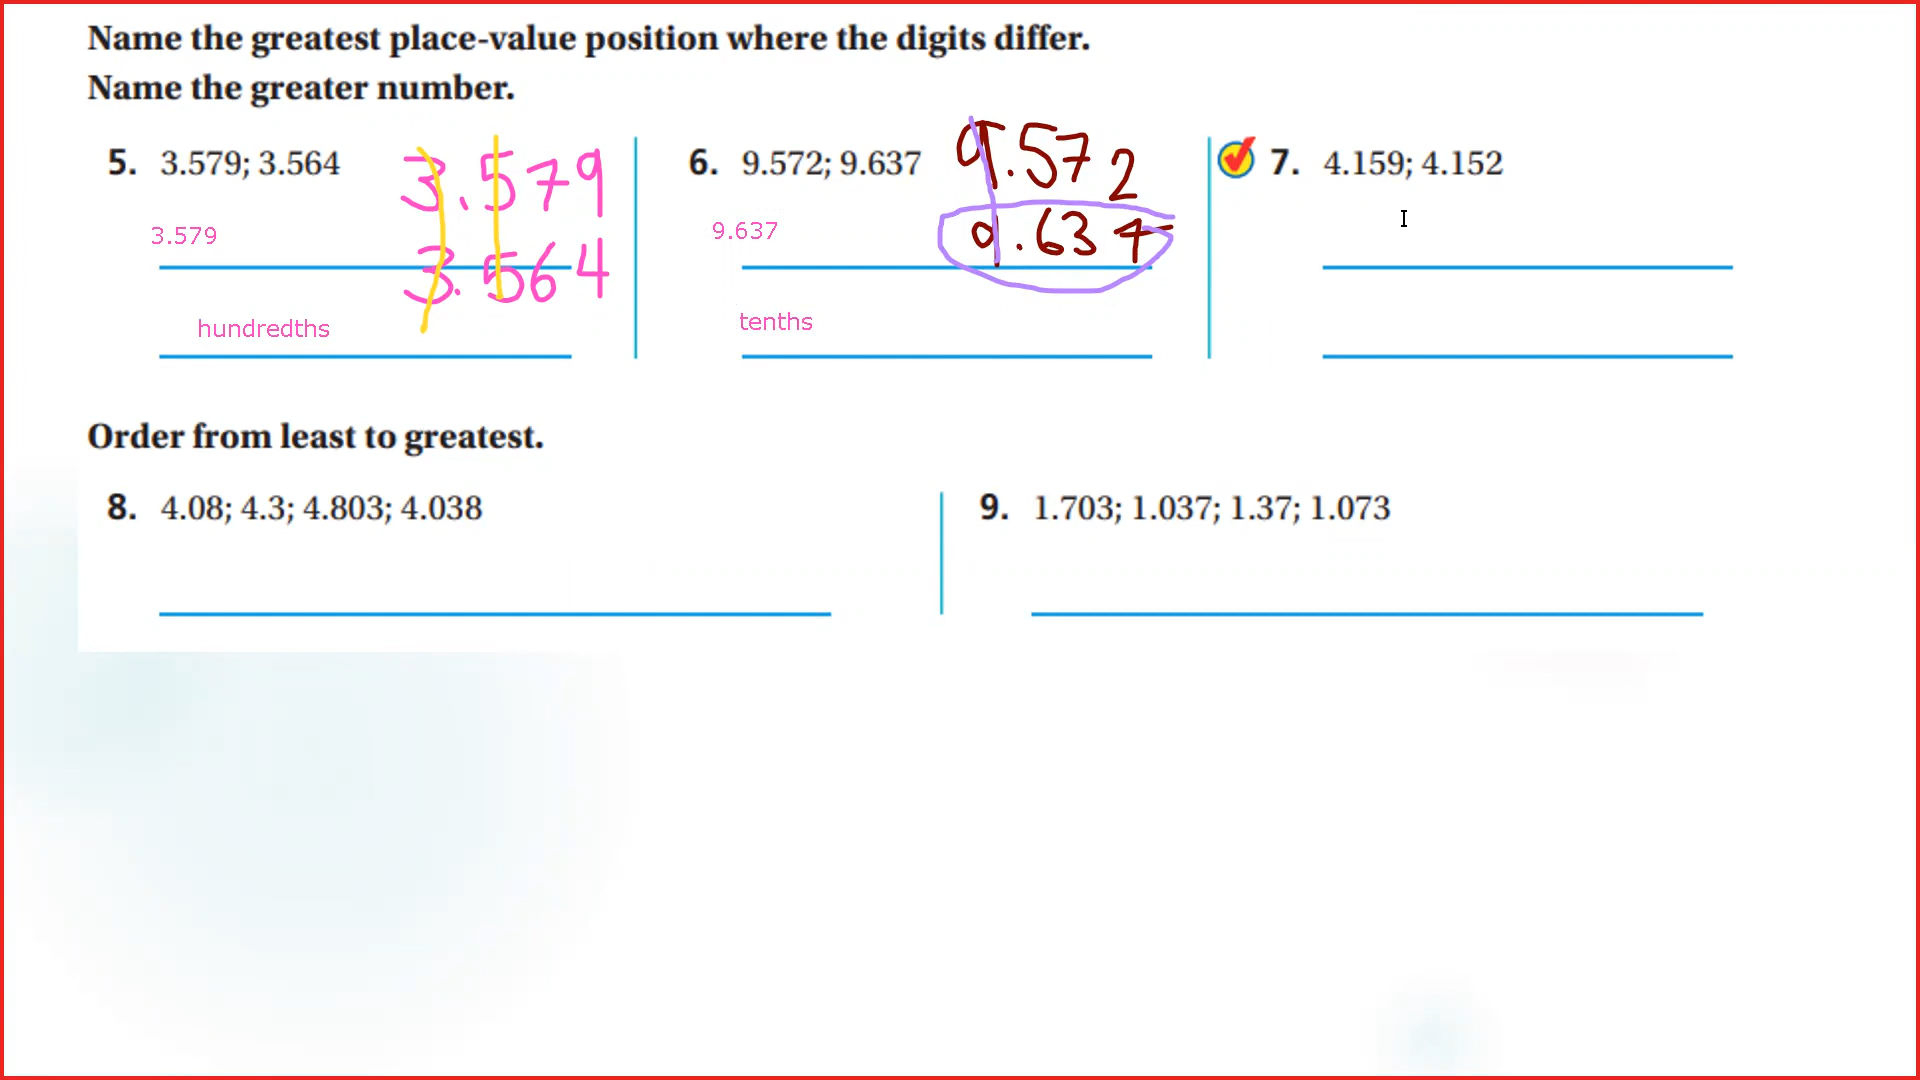 Name the greatest place-value position where the digits differ.
Name the greater number.
5. 3.579; 3.564
3.579
3.564
3.579
hundredths
6. 9.572; 9.637
9.572
9.637
9.637
tenths
7. 4.159; 4.152
Order from least to greatest.
8. 4.08; 4.3; 4.803; 4.038
9. 1.703; 1.037; 1.37; 1.073